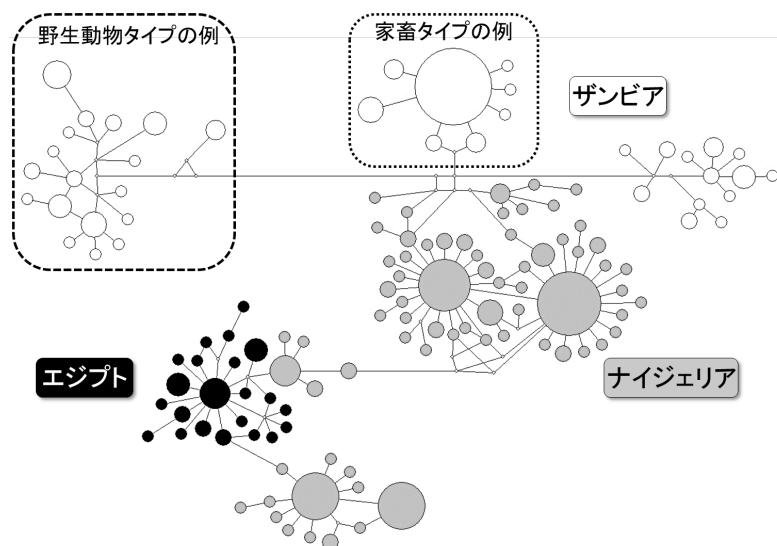 野生動物タイプの例
家畜タイプの例
ザンビア
エジプト
ナイジェリア